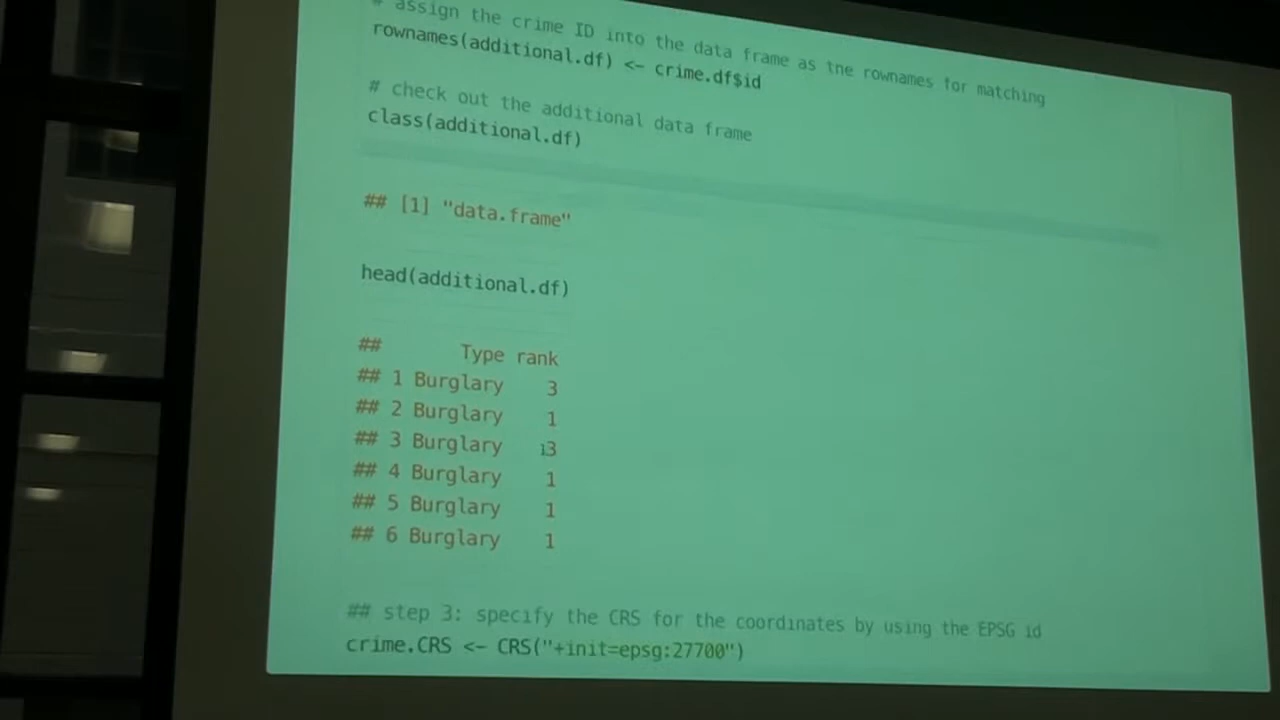 # assign the crime ID into the data frame as the rownames for matching
rownames(additional.df) <- crime.df$id
# check out the additional data frame
class(additional.df)
## [1] "data.frame"
head(additional.df)
## Type rank
## 1 Burglary 3
## 2 Burglary 1
## 3 Burglary 3
## 4 Burglary 1
## 5 Burglary 1
## 6 Burglary 1
## step 3: specify the CRS for the coordinates by using the EPSG id
crime.CRS <- CRS("+init=epsg:27700")